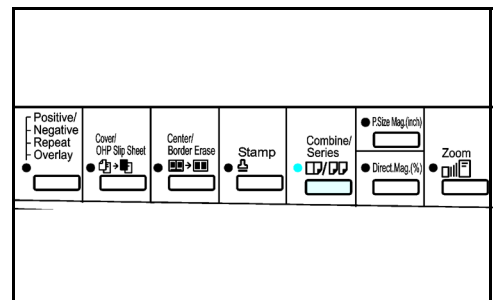 Positive/
Negative
Repeat
Overlay
Cover/
OHP Slip Sheet
Center/
Border Erase
Stamp
Combine/
Series
P.Size Mag.(inch)
Direct.Mag.(%)
Zoom